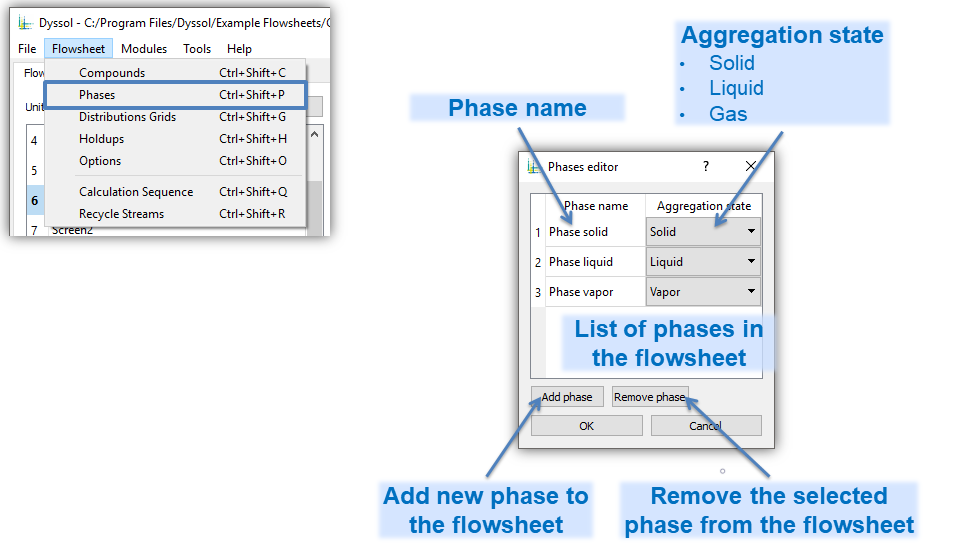 Dyssol - C:/Program Files/Dyssol/Example Flowsheets/
File Flowsheet Modules Tools Help
Flow
Compounds Ctrl+Shift+C
Phases Ctrl+Shift+P
Unit
Distributions Grids Ctrl+Shift+G
4
Holdups Ctrl+Shift+H
Options Ctrl+Shift+O
5
Calculation Sequence Ctrl+Shift+Q
6
Recycle Streams Ctrl+Shift+R
7 Screen2
Aggregation state
• Solid
• Liquid
• Gas
Phase name
Phases editor ? X
Phase name Aggregation state
1 Phase solid Solid
2 Phase liquid Liquid
3 Phase vapor Vapor
List of phases in
the flowsheet
Add phase Remove phase
OK Cancel
Add new phase to
the flowsheet
Remove the selected
phase from the flowsheet